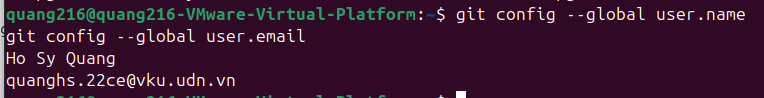 quang216@quang216-VMware-Virtual-Platform:~$ git config --global user.name
git config --global user.email
Ho Sy Quang
quanghs.22ce@vku.udn.vn